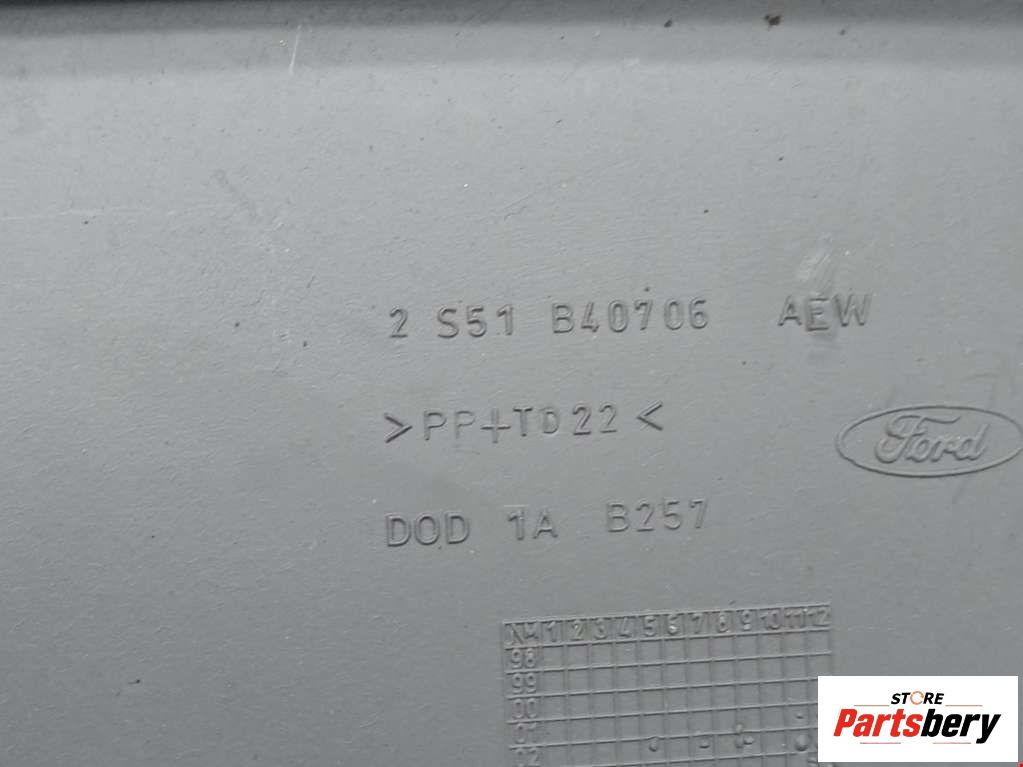 2 S51 B40706 AEW
>PP+TD22<
Ford
DOD 1A B257
1 2 3 4 5 6 7 8 9 10 11 12
98
99
00
01
STORE
Partsbery